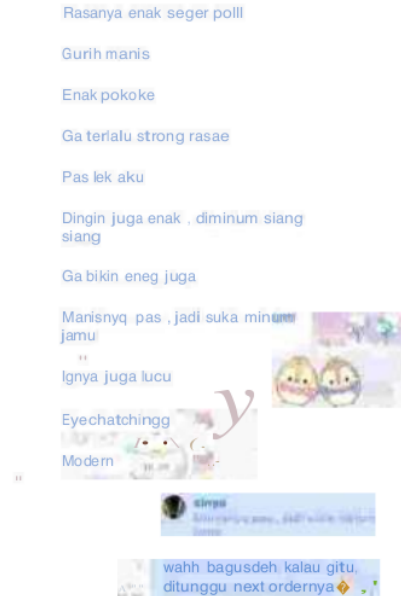 Rasanya enak seger polll
Gurih manis
Enak pokoke
Ga terlalu strong rasae
Pas lek aku
Dingin juga enak , diminum siang
siang
Ga bikin eneg juga
Manisnyq pas , jadi suka minum
jamu
Ignya juga lucu
Eyechatchingg
Modern
wahh bagusdeh kalau gitu,
ditunggu next ordernya